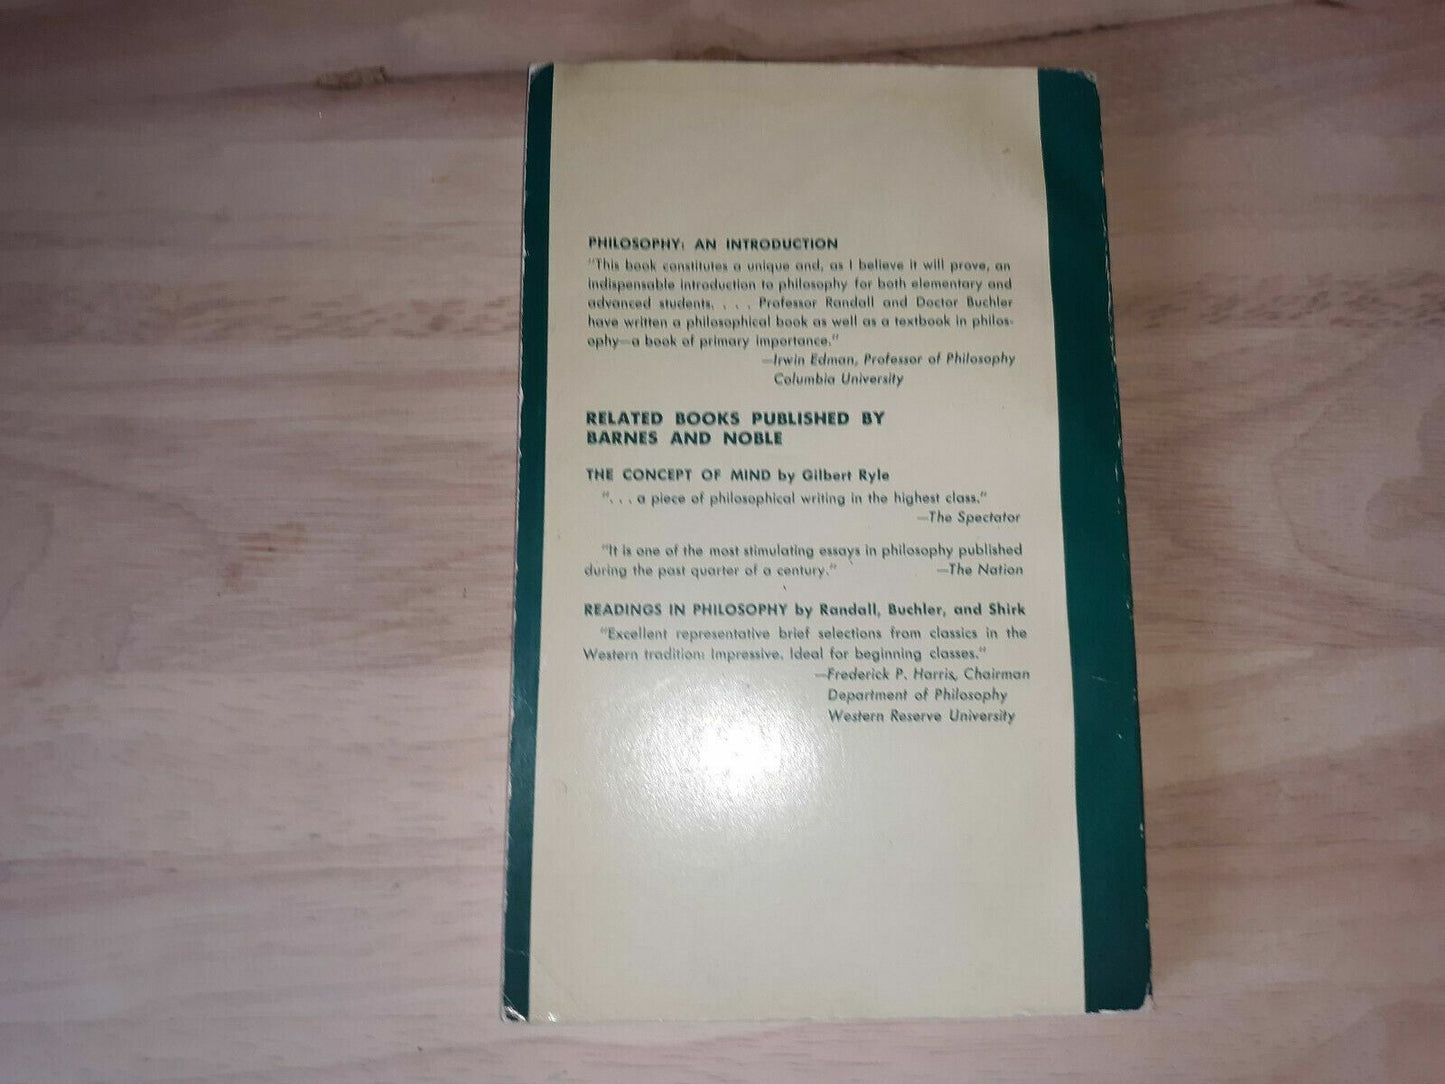 PHILOSOPHY: AN INTRODUCTION
"This book constitutes a unique and, as I believe it will prove, an
indispensable introduction to philosophy for both elementary and
advanced students. . . . Professor Randall and Doctor Buchler
have written a philosophical book as well as a textbook in philos-
ophy—a book of primary importance."
—Irwin Edman, Professor of Philosophy
Columbia University
RELATED BOOKS PUBLISHED BY
BARNES AND NOBLE
THE CONCEPT OF MIND by Gilbert Ryle
". . . a piece of philosophical writing in the highest class."
—The Spectator
"It is one of the most stimulating essays in philosophy published
during the past quarter of a century." —The Nation
READINGS IN PHILOSOPHY by Randall, Buchler, and Shirk
"Excellent representative brief selections from classics in the
Western tradition: Impressive. Ideal for beginning classes."
—Frederick P. Harris, Chairman
Department of Philosophy
Western Reserve University